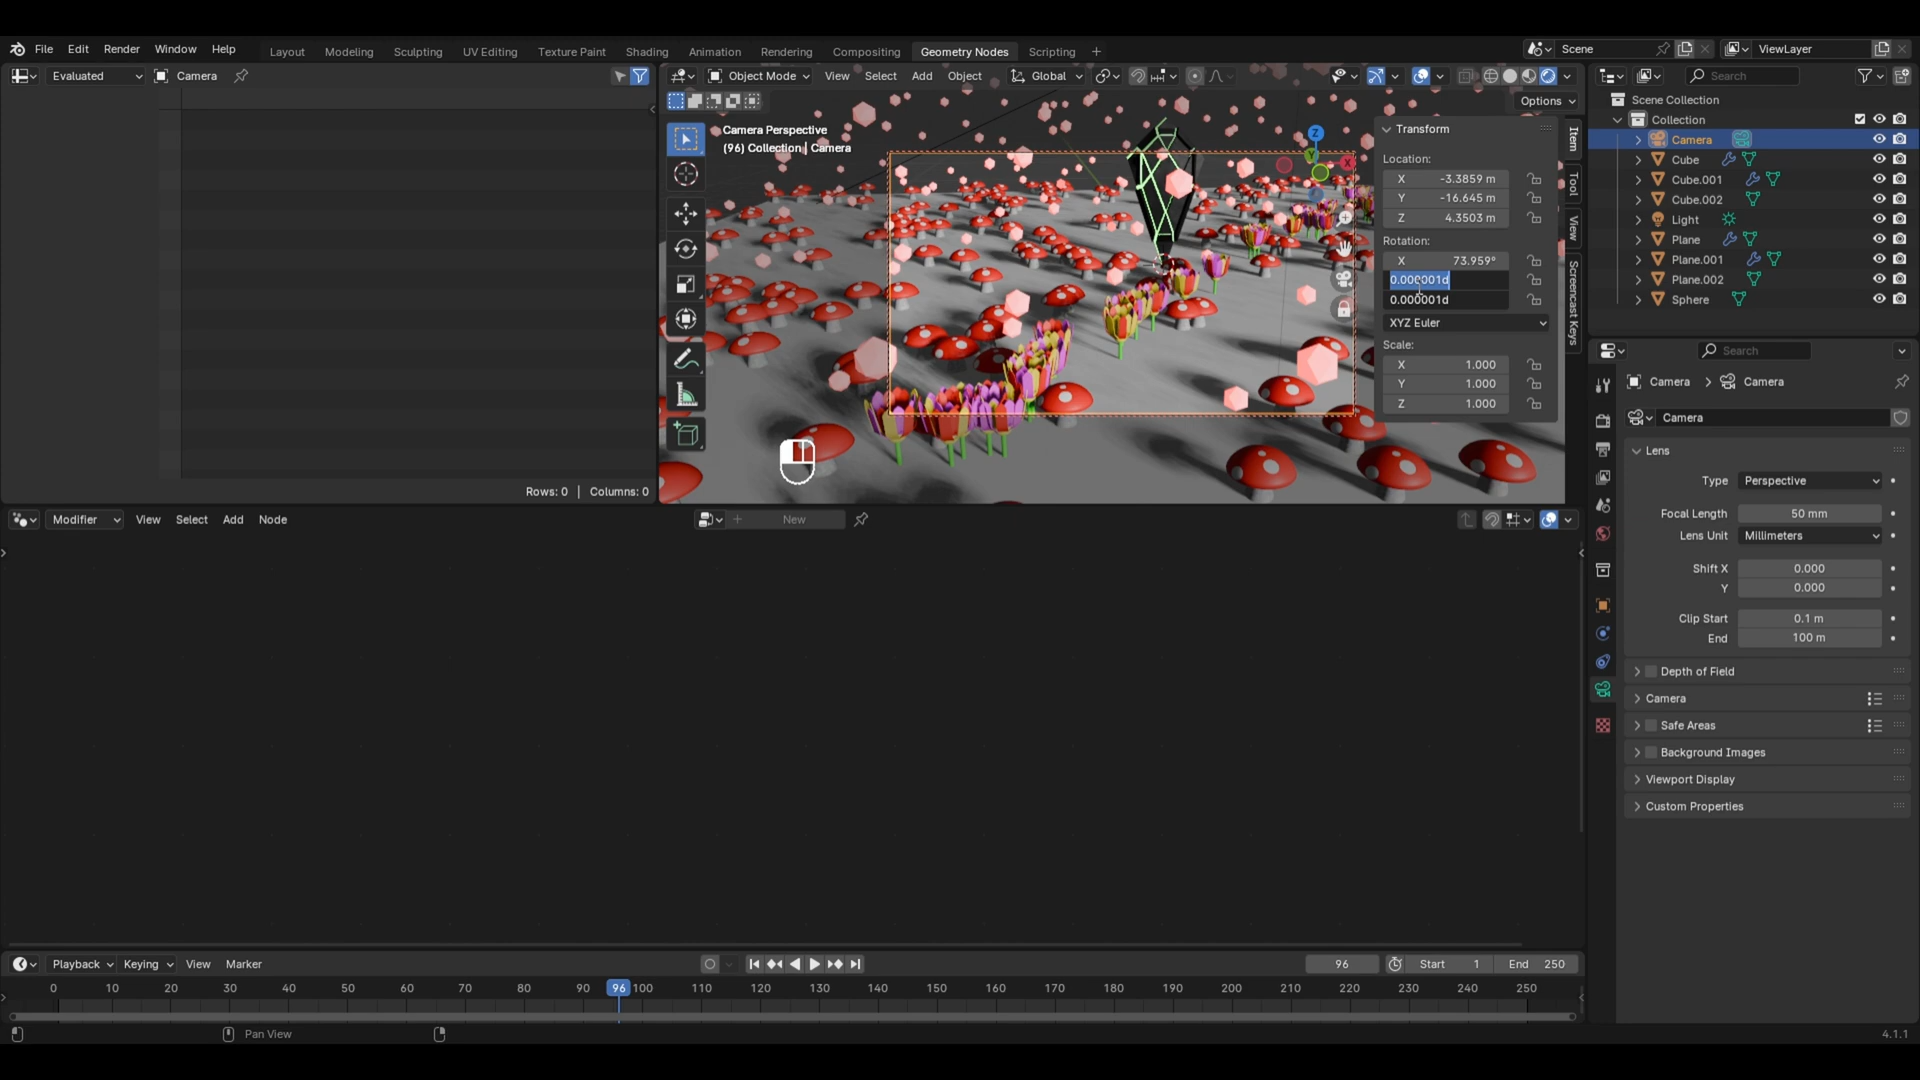 File Edit Render Window Help Layout Modeling Sculpting UV Editing Texture Paint Shading Animation Rendering Compositing Geometry Nodes Scripting + Scene ViewLayer
Evaluated Camera Object Mode View Select Add Object Global Search
Options
Camera Perspective
(96) Collection | Camera
Z
Y
X
Transform
Location:
X -3.3859 m
Y -16.645 m
Z 4.3503 m
Rotation:
X 73.959°
0.000001d
0.000001d
XYZ Euler
Scale:
X 1.000
Y 1.000
Z 1.000
Item
Tool
View
Screencast Keys
Scene Collection
Collection
Camera
Cube
Cube.001
Cube.002
Light
Plane
Plane.001
Plane.002
Sphere
Search
Camera Camera
Camera
Lens
Type Perspective
Focal Length 50 mm
Lens Unit Millimeters
Shift X 0.000
Y 0.000
Clip Start 0.1 m
End 100 m
Depth of Field
Camera
Safe Areas
Background Images
Viewport Display
Custom Properties
Rows: 0 | Columns: 0
Modifier View Select Add Node New
Playback Keying View Marker 96 Start 1 End 250
0 10 20 30 40 50 60 70 80 90 96 100 110 120 130 140 150 160 170 180 190 200 210 220 230 240 250
Pan View 4.1.1